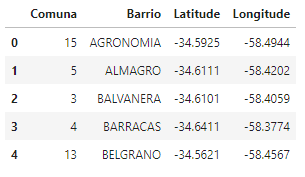 Comuna Barrio Latitude Longitude
0 15 AGRONOMIA -34.5925 -58.4944
1 5 ALMAGRO -34.6111 -58.4202
2 3 BALVANERA -34.6101 -58.4059
3 4 BARRACAS -34.6411 -58.3774
4 13 BELGRANO -34.5621 -58.4567